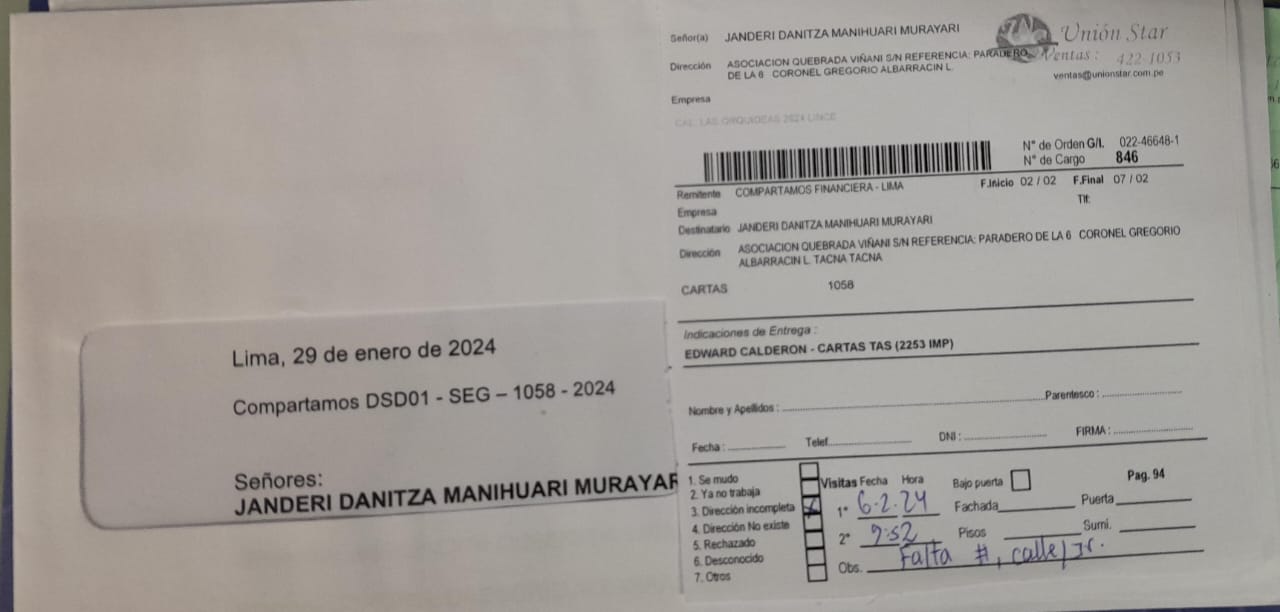 Lima, 29 de enero de 2024
Compartamos DSD01 - SEG – 1058 - 2024
Señores:
JANDERI DANITZA MANIHUARI MURAYAR
Señor(a) JANDERI DANITZA MANIHUARI MURAYARI
Unión Star
Ventas : 422-1053
ventas@unionstar.com.pe
Dirección ASOCIACION QUEBRADA VIÑANI S/N REFERENCIA: PARADERO
DE LA 6 CORONEL GREGORIO ALBARRACIN L.
Empresa
CAL. LAS ORQUIDEAS 2024 LINCE
N° de Orden G/I. 022-46648-1
N° de Cargo 846
Remitente COMPARTAMOS FINANCIERA - LIMA F.Inicio 02 / 02 F.Final 07 / 02
Empresa Tlf:
Destinatario JANDERI DANITZA MANIHUARI MURAYARI
Dirección ASOCIACION QUEBRADA VIÑANI S/N REFERENCIA: PARADERO DE LA 6 CORONEL GREGORIO
ALBARRACIN L. TACNA TACNA
CARTAS 1058
Indicaciones de Entrega :
EDWARD CALDERON - CARTAS TAS (2253 IMP)
Nombre y Apellidos : Parentesco :
Fecha : Telef. DNI : FIRMA :
1. Se mudo
2. Ya no trabaja
3. Dirección incompleta X
4. Dirección No existe
5. Rechazado
6. Desconocido
7. Otros
Visitas Fecha Hora Bajo puerta Pag. 94
1° 6-2-24 Fachada Puerta
2° 9:52 Pisos Sumi.
Obs. Falta #, calle, jr.